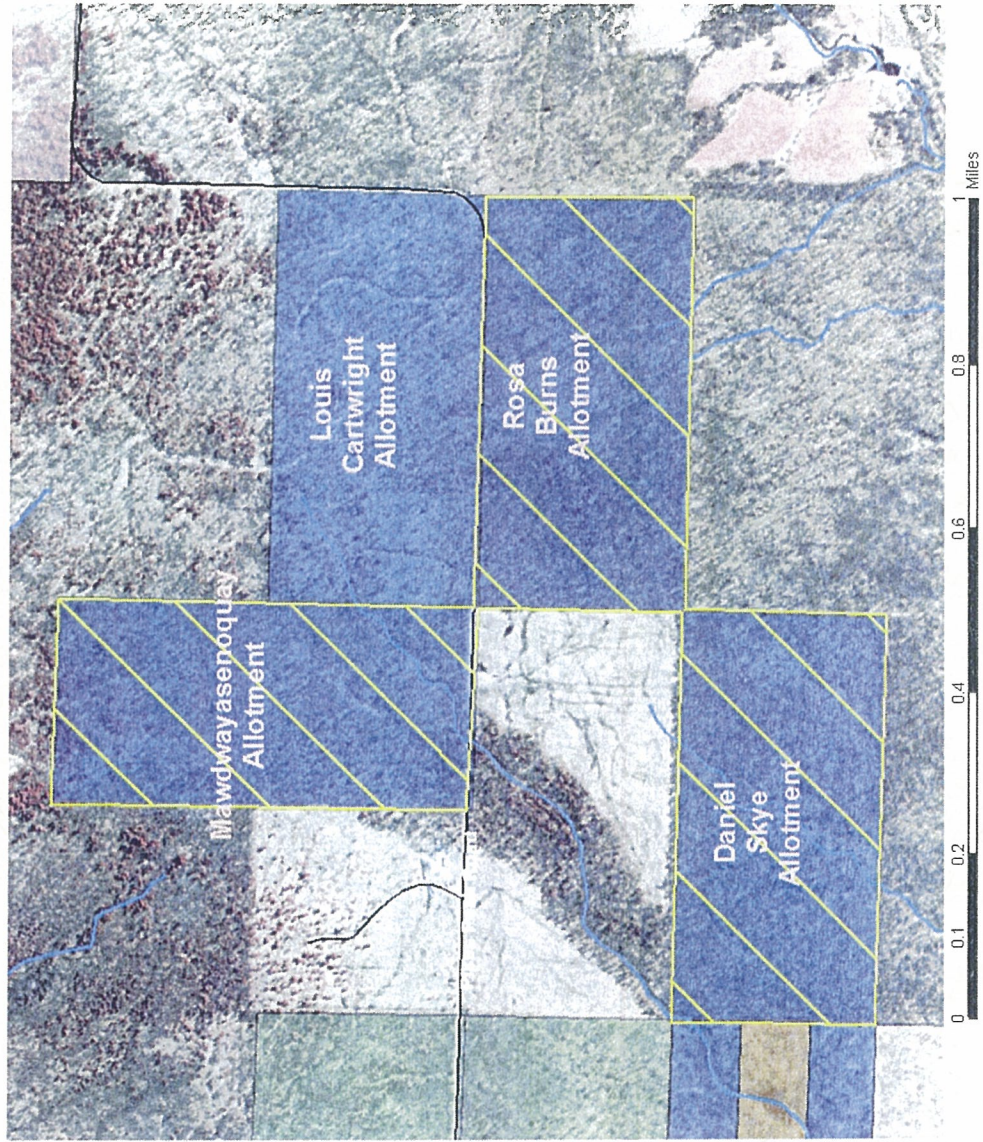 Mawdwayasenoquay
Allotment
Louis
Cartwright
Allotment
Rosa
Burns
Allotment
Daniel
Skye
Allotment
0 0.1 0.2 0.4 0.6 0.8 1
Miles